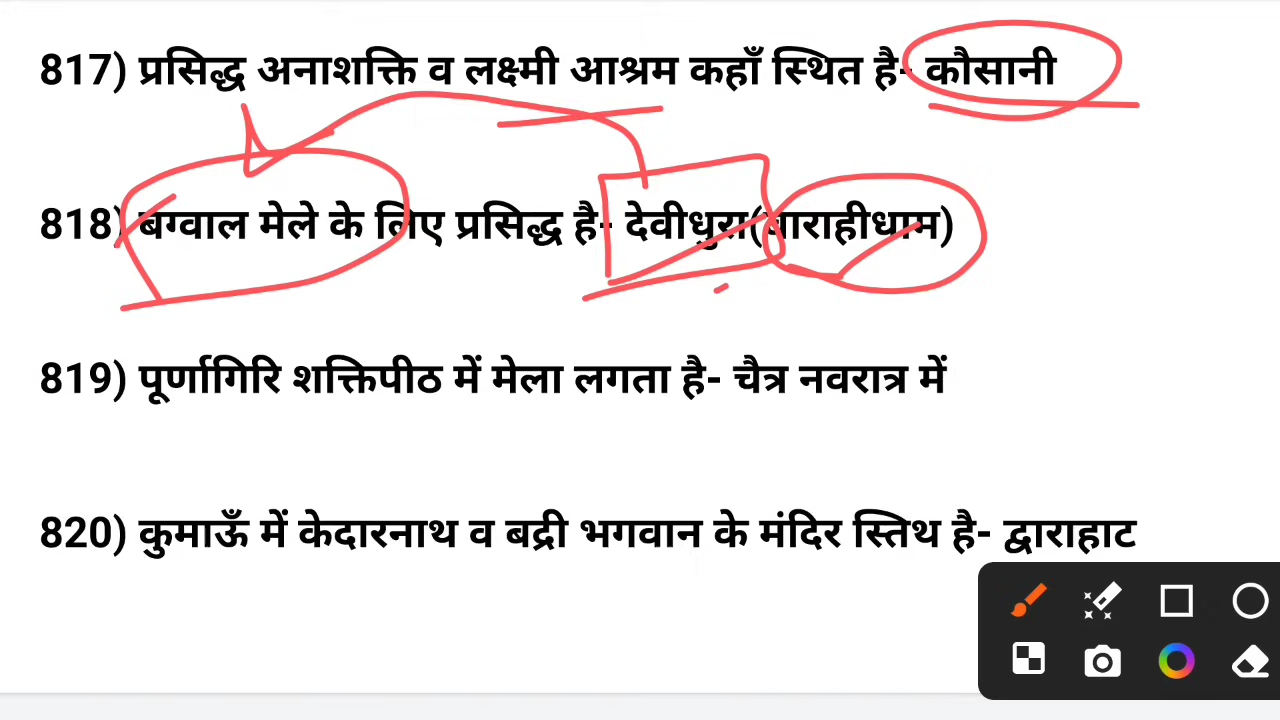 817) प्रसिद्ध अनाशक्ति व लक्ष्मी आश्रम कहाँ स्थित है- कौसानी
818) बग्वाल मेले के लिए प्रसिद्ध है- देवीधुरा(वाराहीधाम)
819) पूर्णागिरि शक्तिपीठ में मेला लगता है- चैत्र नवरात्र में
820) कुमाऊँ में केदारनाथ व बद्री भगवान के मंदिर स्तिथ है- द्वाराहाट